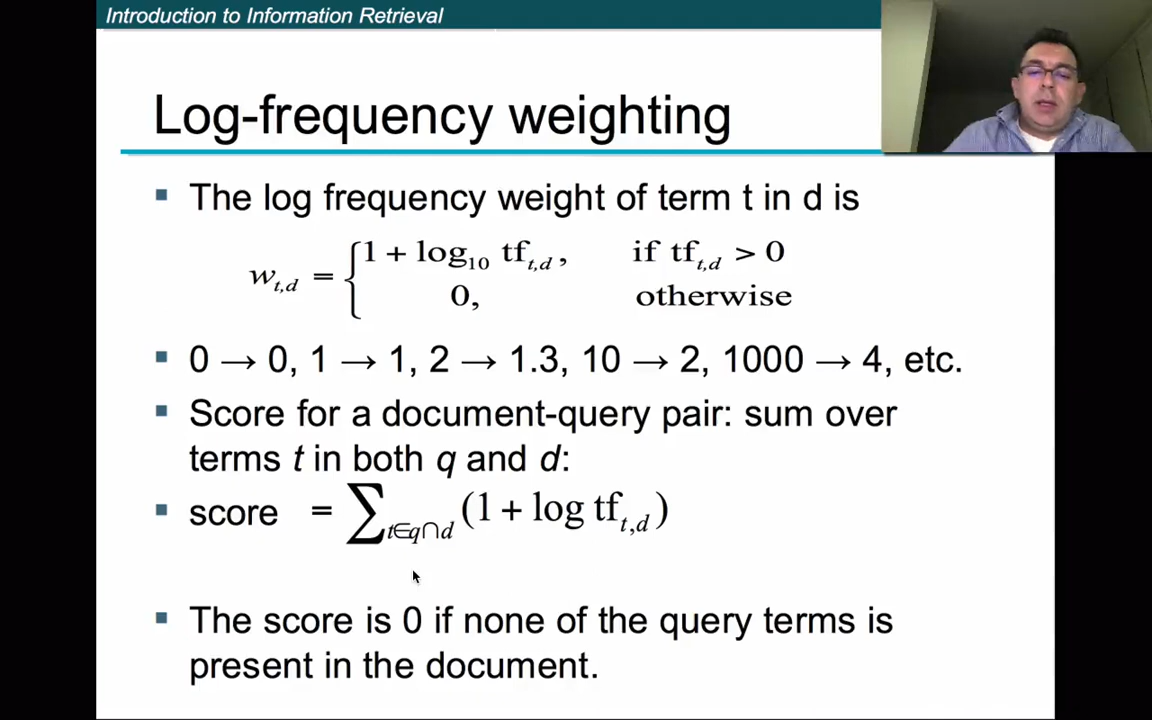 Introduction to Information Retrieval
Log-frequency weighting
▪ The log frequency weight of term t in d is
w_{t,d} = { 1 + log₁₀ tf_{t,d}, if tf_{t,d} > 0
0, otherwise
▪ 0 → 0, 1 → 1, 2 → 1.3, 10 → 2, 1000 → 4, etc.
▪ Score for a document-query pair: sum over
terms t in both q and d:
▪ score = ∑_{t∈q∩d} (1 + log tf_{t,d})
▪ The score is 0 if none of the query terms is
present in the document.